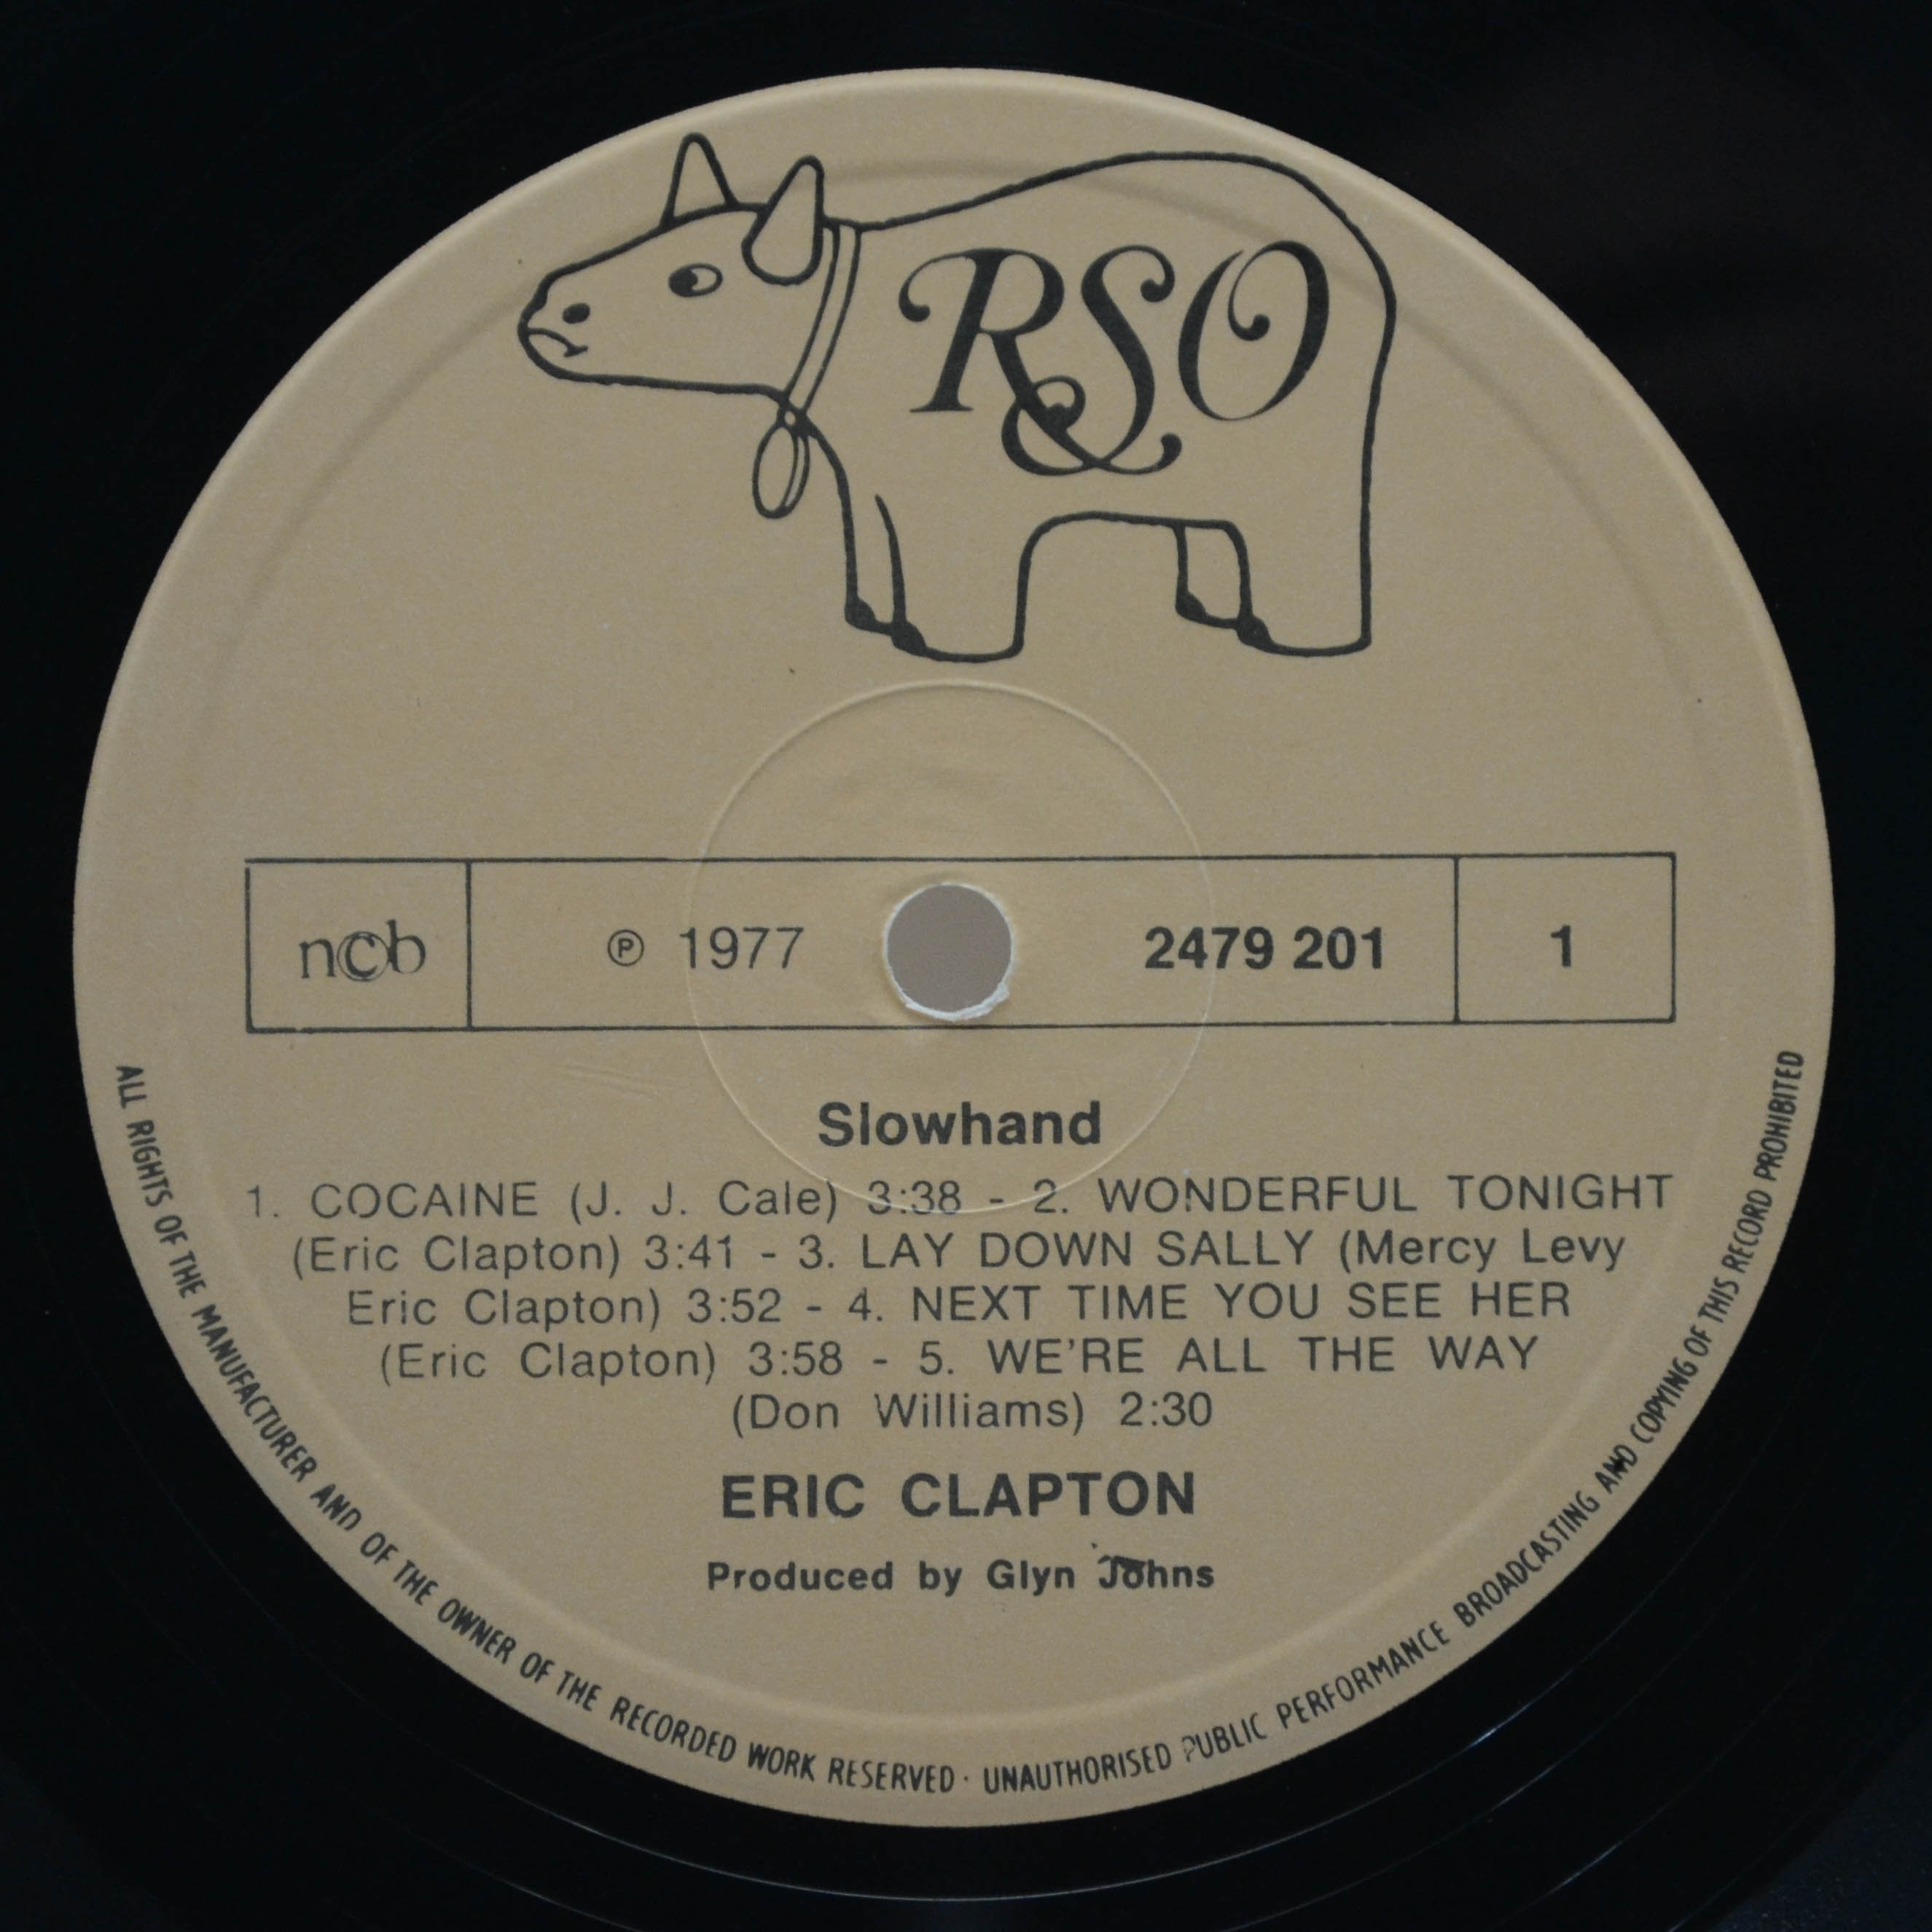 RSO
ncb ℗ 1977 2479 201 1
Slowhand
1. COCAINE (J. J. Cale) 3:38 - 2. WONDERFUL TONIGHT
(Eric Clapton) 3:41 - 3. LAY DOWN SALLY (Mercy Levy
Eric Clapton) 3:52 - 4. NEXT TIME YOU SEE HER
(Eric Clapton) 3:58 - 5. WE'RE ALL THE WAY
(Don Williams) 2:30
ERIC CLAPTON
Produced by Glyn Johns
ALL RIGHTS OF THE MANUFACTURER AND OF THE OWNER OF THE RECORDED WORK RESERVED · UNAUTHORISED PUBLIC PERFORMANCE BROADCASTING AND COPYING OF THIS RECORD PROHIBITED